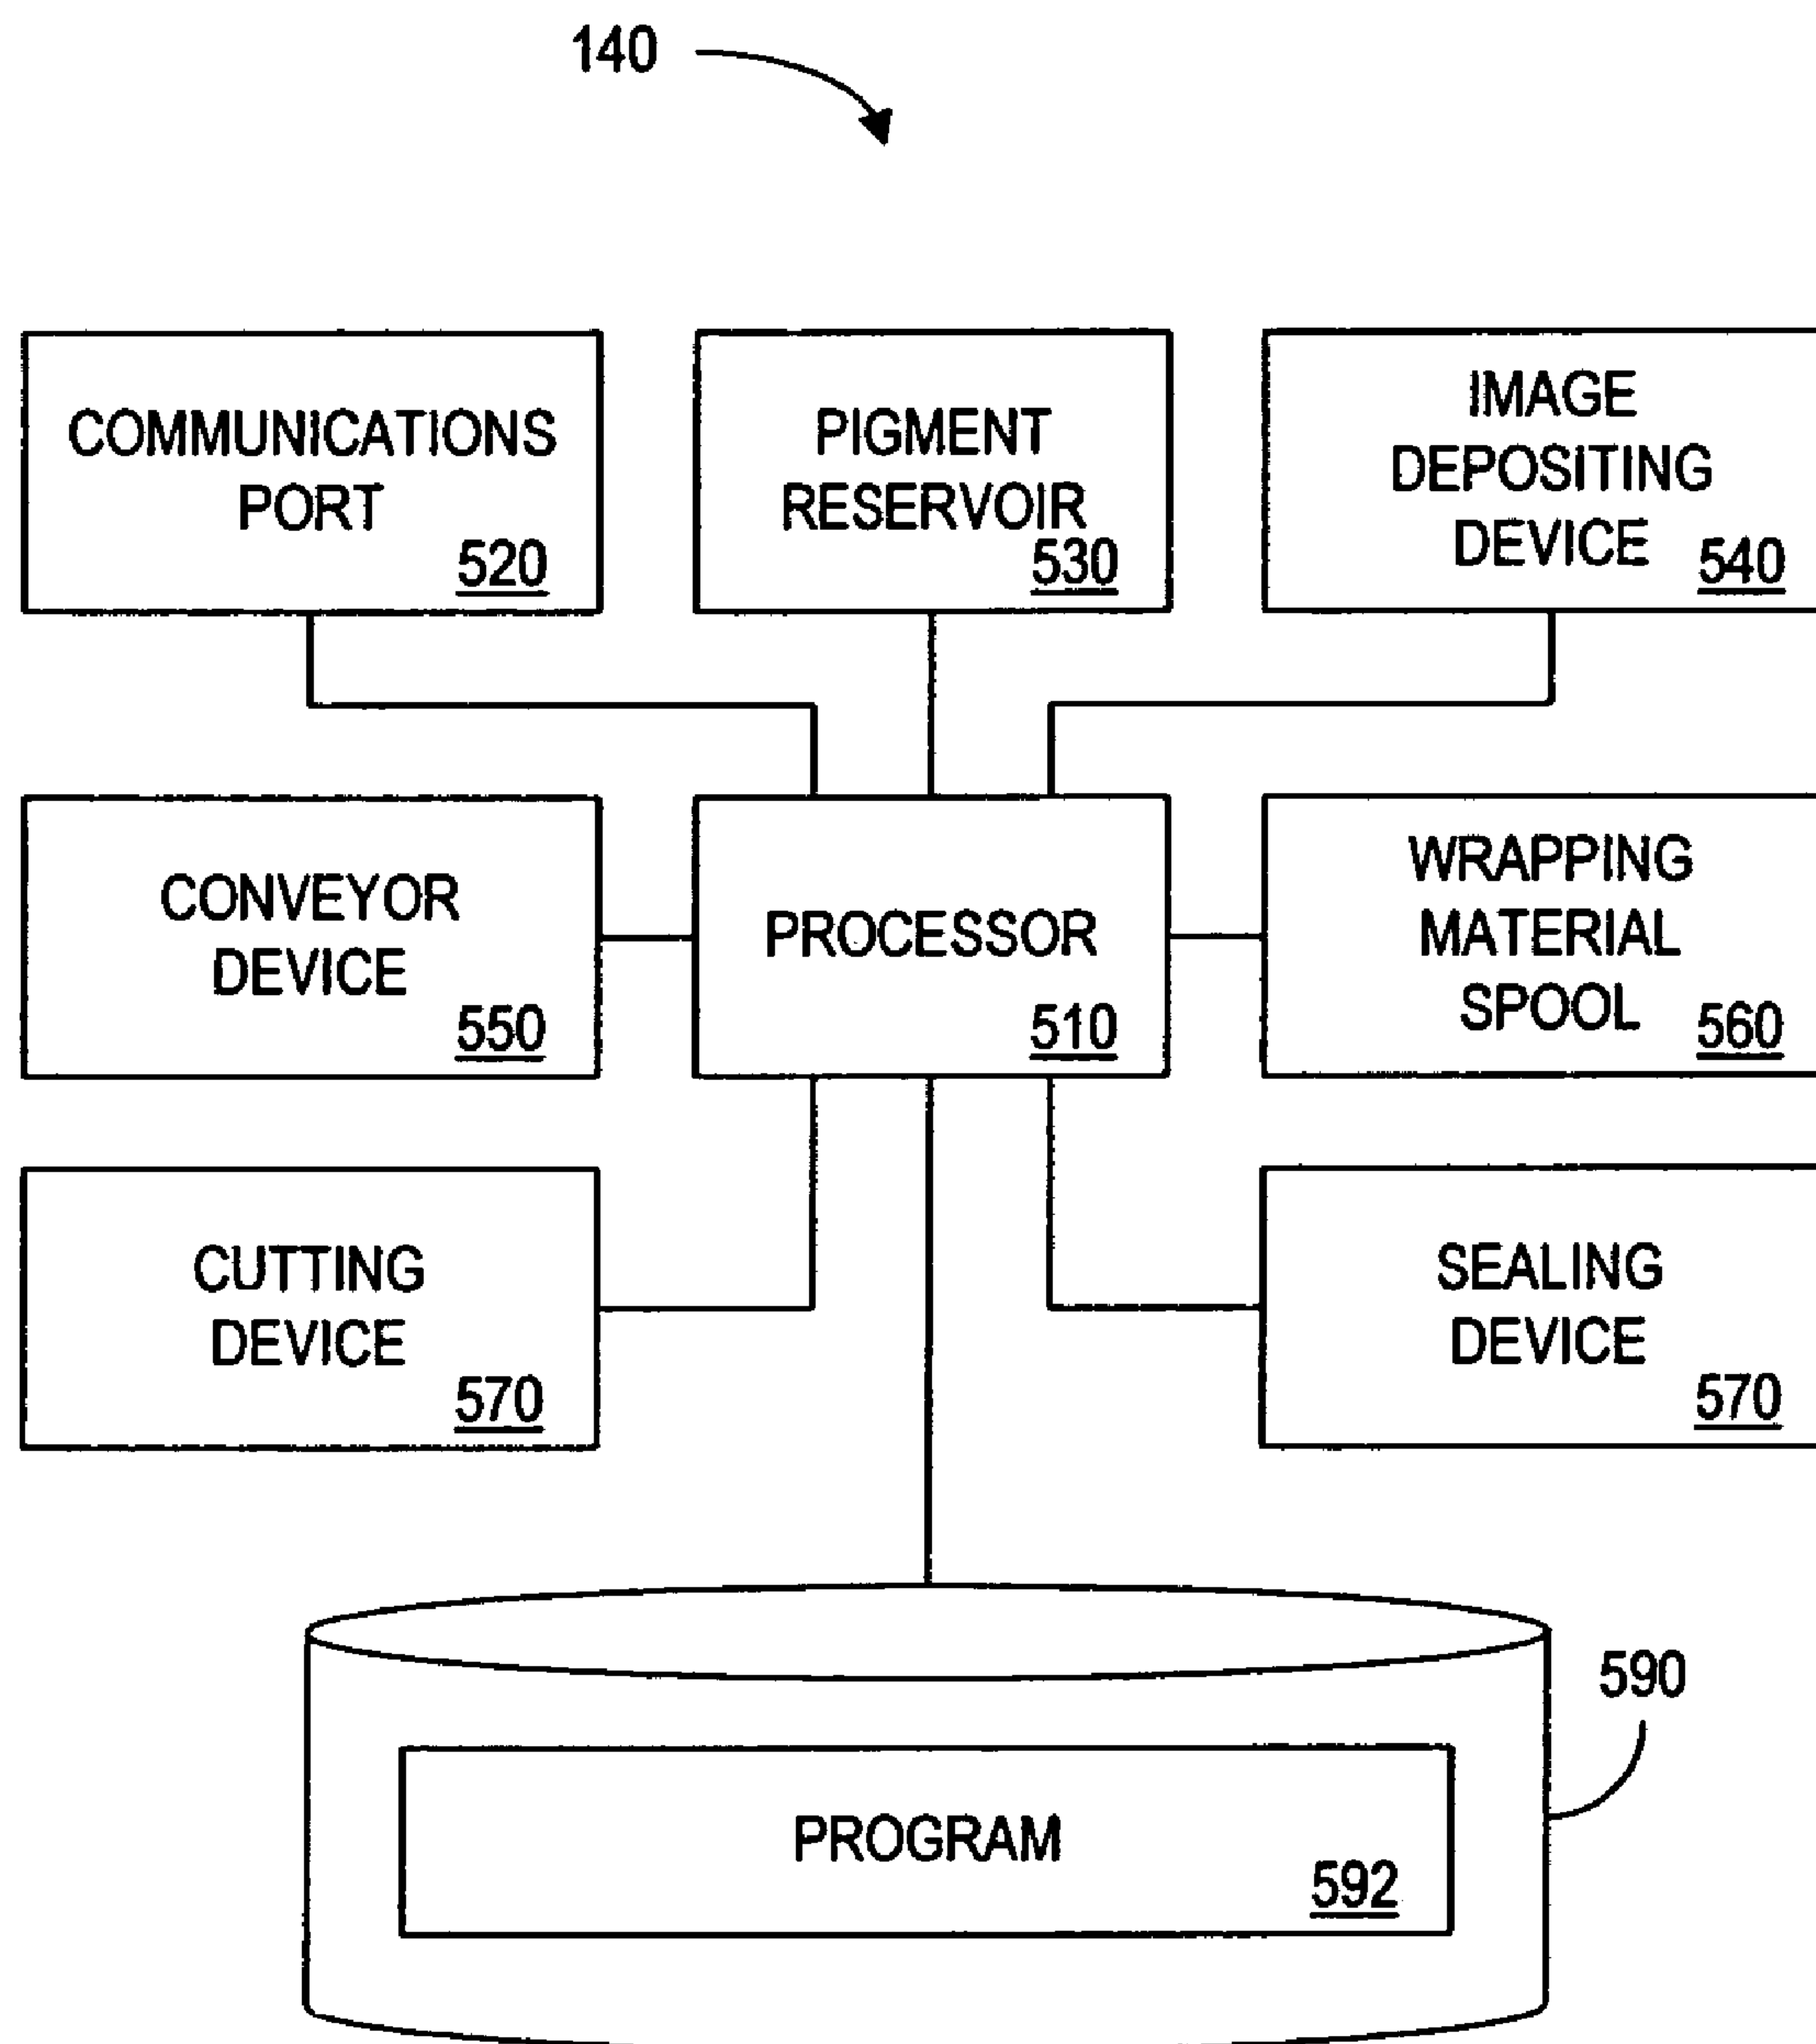 140
COMMUNICATIONS
PORT
520
PIGMENT
RESERVOIR
530
IMAGE
DEPOSITING
DEVICE
540
CONVEYOR
DEVICE
550
PROCESSOR
510
WRAPPING
MATERIAL
SPOOL
560
CUTTING
DEVICE
570
SEALING
DEVICE
570
590
PROGRAM
592